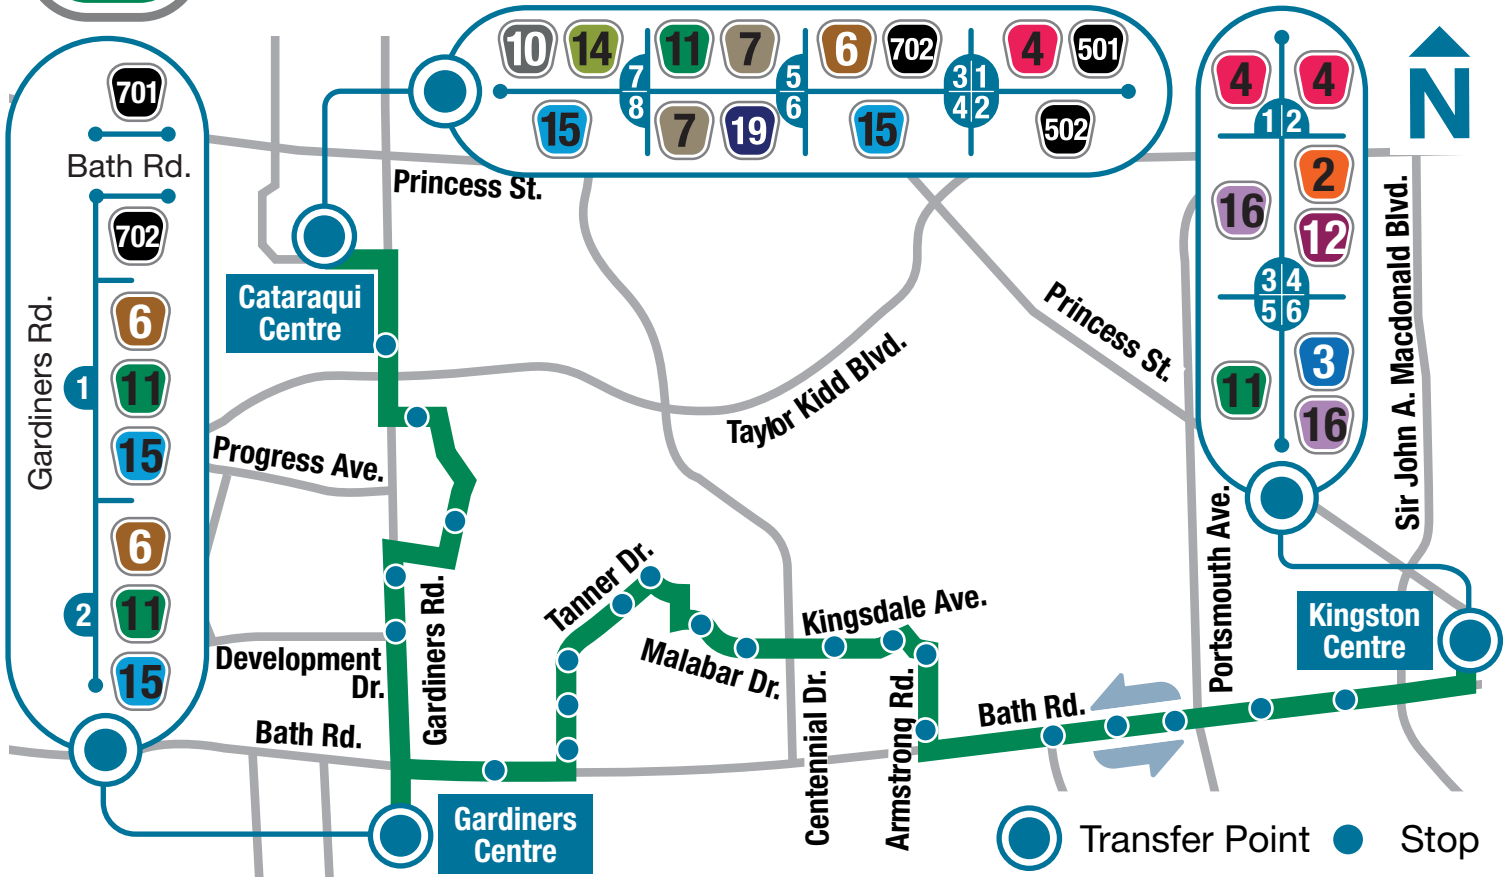 10
14
11
7
6
702
4
501
7
8
5
6
3
1
4
2
15
7
19
15
502
4
4
1
2
16
2
12
3
4
5
6
11
3
16
N
701
Bath Rd.
702
Gardiners Rd.
6
1
11
15
6
2
11
15
Princess St.
Cataraqui
Centre
Princess St.
Sir John A. Macdonald Blvd.
Taylor Kidd Blvd.
Progress Ave.
Portsmouth Ave.
Tanner Dr.
Kingsdale Ave.
Kingston
Centre
Development
Dr.
Gardiners Rd.
Malabar Dr.
Bath Rd.
Bath Rd.
Centennial Dr.
Armstrong Rd.
Gardiners
Centre
Transfer Point
Stop